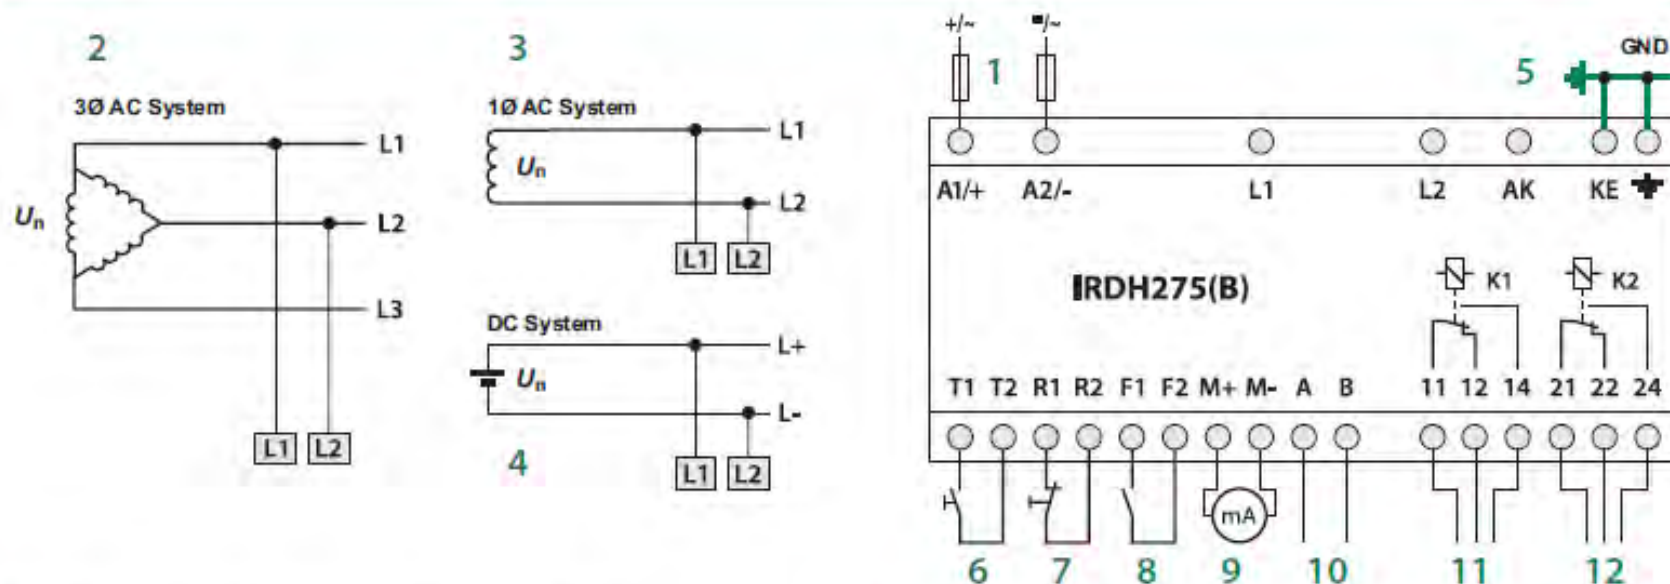 2
3Ø AC System
L1
Un
L2
L3
L1 L2
3
1Ø AC System
L1
Un
L2
L1 L2
DC System
L+
Un
L-
4
L1 L2
+/~ ▪/~
1
5
GND
A1/+ A2/- L1 L2 AK KE
IRDH275(B)
K1 K2
T1 T2 R1 R2 F1 F2 M+ M- A B 11 12 14 21 22 24
mA
6 7 8 9 10 11 12